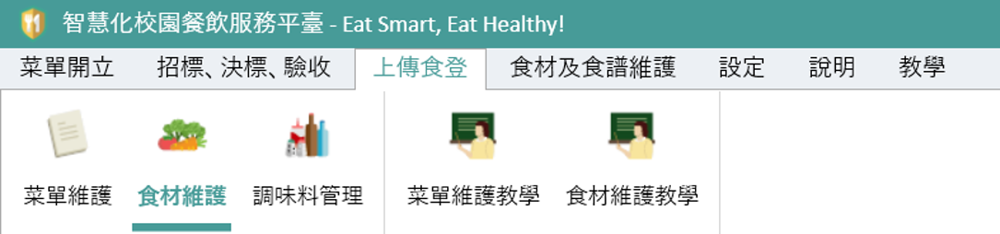 智慧化校園餐飲服務平臺 - Eat Smart, Eat Healthy!
菜單開立 招標、決標、驗收 上傳食登 食材及食譜維護 設定 說明 教學
菜單維護 食材維護 調味料管理 菜單維護教學 食材維護教學